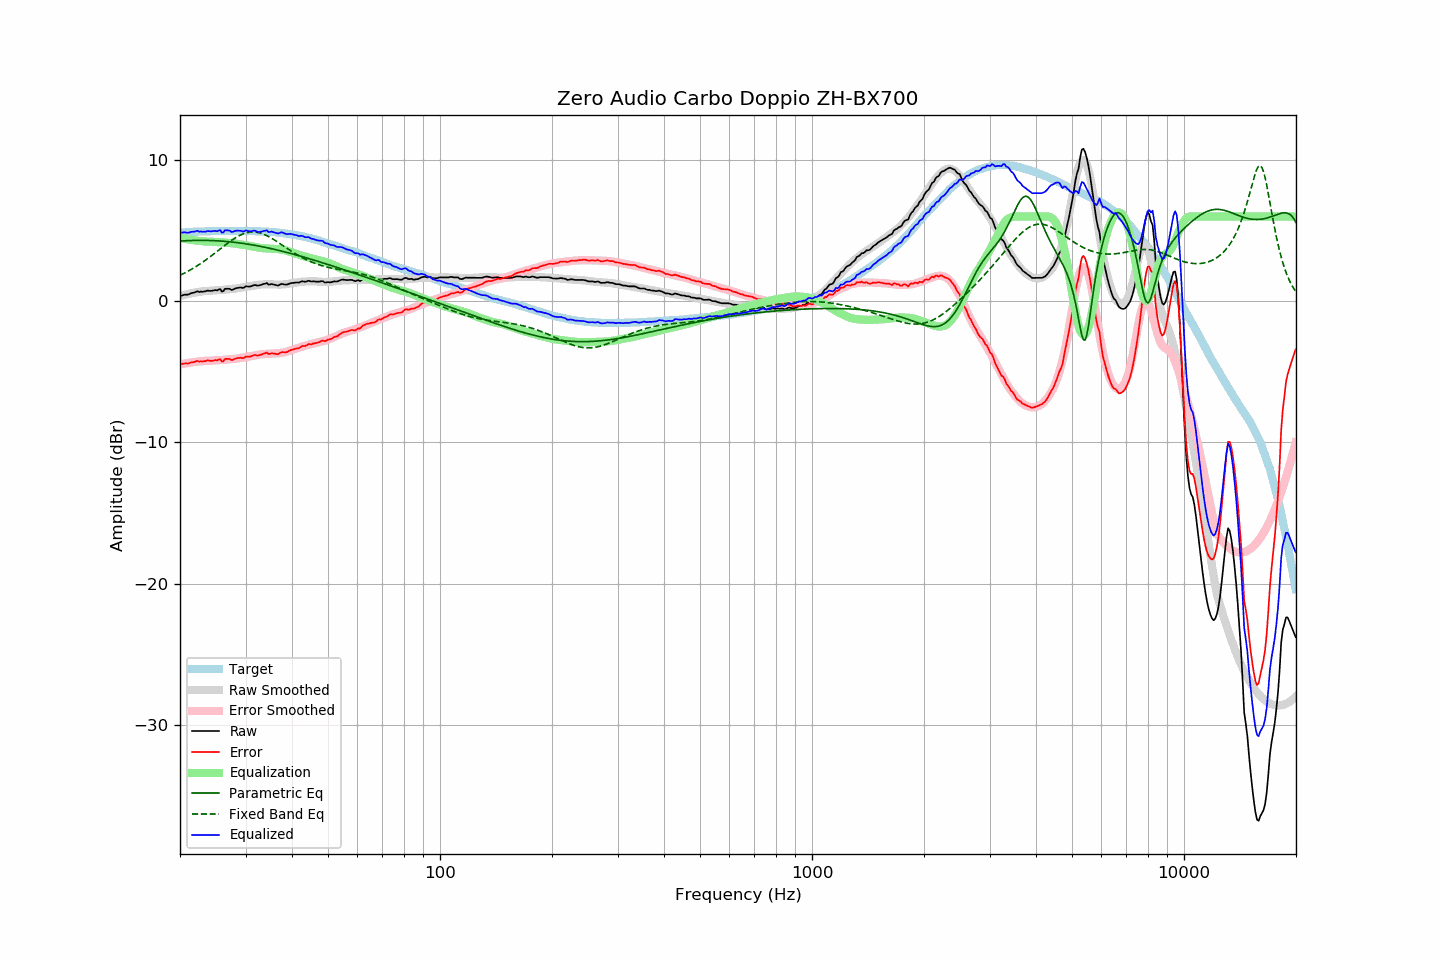 Zero Audio Carbo Doppio ZH-BX700
10
0
−10
−20
−30
Amplitude (dBr)
Target
Raw Smoothed
Error Smoothed
Raw
Error
Equalization
Parametric Eq
Fixed Band Eq
Equalized
100
1000
10000
Frequency (Hz)